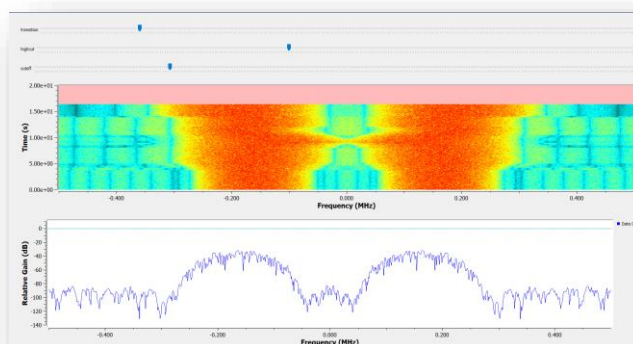 transition
highcut
cutoff
2.00e+01
1.50e+01
1.00e+01
5.00e+00
0.00e+00
Time (s)
-0.400
-0.200
0.000
0.200
0.400
Frequency (MHz)
0
-20
-40
-60
-80
-100
-120
-140
Relative Gain (dB)
-0.400
-0.200
0.000
0.200
0.400
Frequency (MHz)
Data